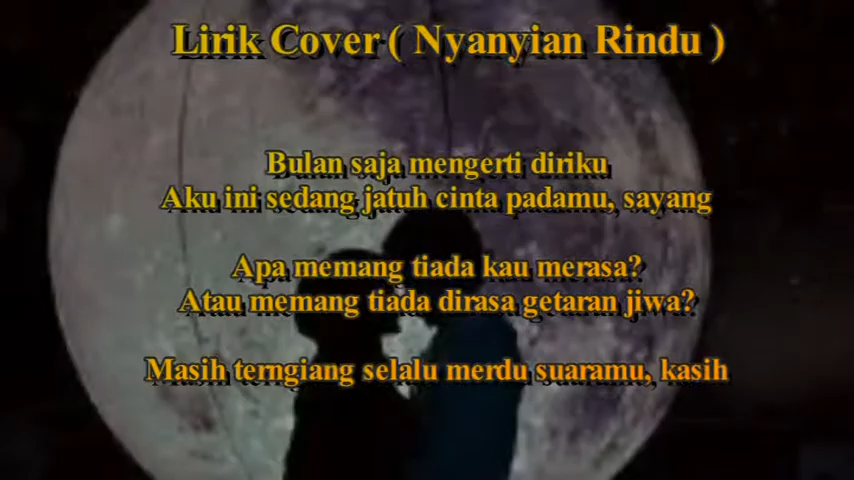 Lirik Cover ( Nyanyian Rindu )
Bulan saja mengerti diriku
Aku ini sedang jatuh cinta padamu, sayang
Apa memang tiada kau merasa?
Atau memang tiada dirasa getaran jiwa?
Masih terngiang selalu merdu suaramu, kasih